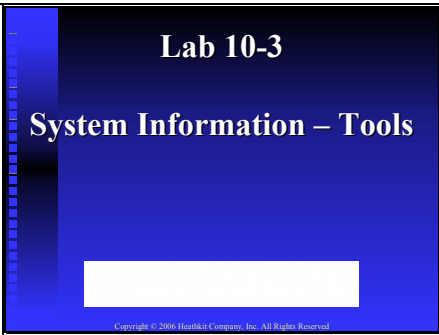 Lab 10-3
System Information – Tools
Copyright © 2006 Heathkit Company, Inc. All Rights Reserved